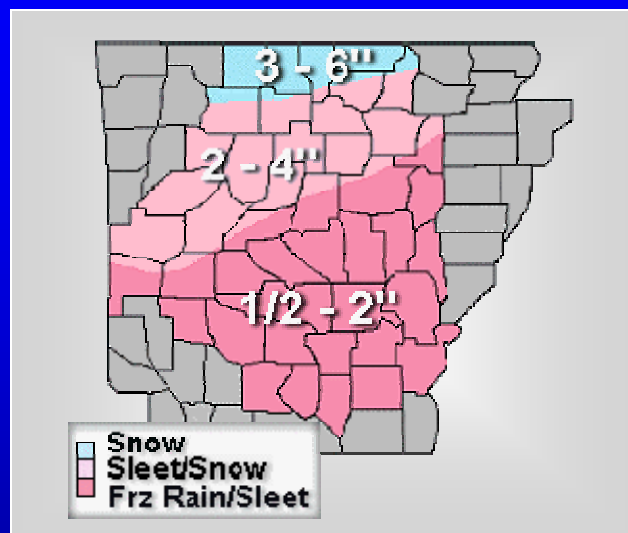 3 - 6"
2 - 4"
1/2 - 2"
Snow
Sleet/Snow
Frz Rain/Sleet